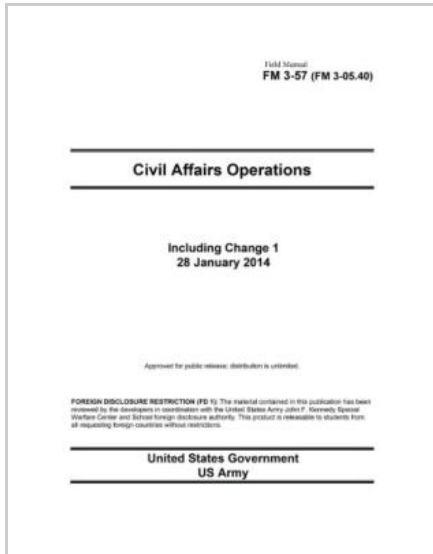 Field Manual
FM 3-57 (FM 3-05.40)
Civil Affairs Operations
Including Change 1
28 January 2014
Approved for public release; distribution is unlimited.
FOREIGN DISCLOSURE RESTRICTION (FD 1): The material contained in this publication has been
reviewed by the developers in coordination with the United States Army John F. Kennedy Special
Warfare Center and School foreign disclosure authority. This product is releasable to students from
all requesting foreign countries without restrictions.
United States Government
US Army